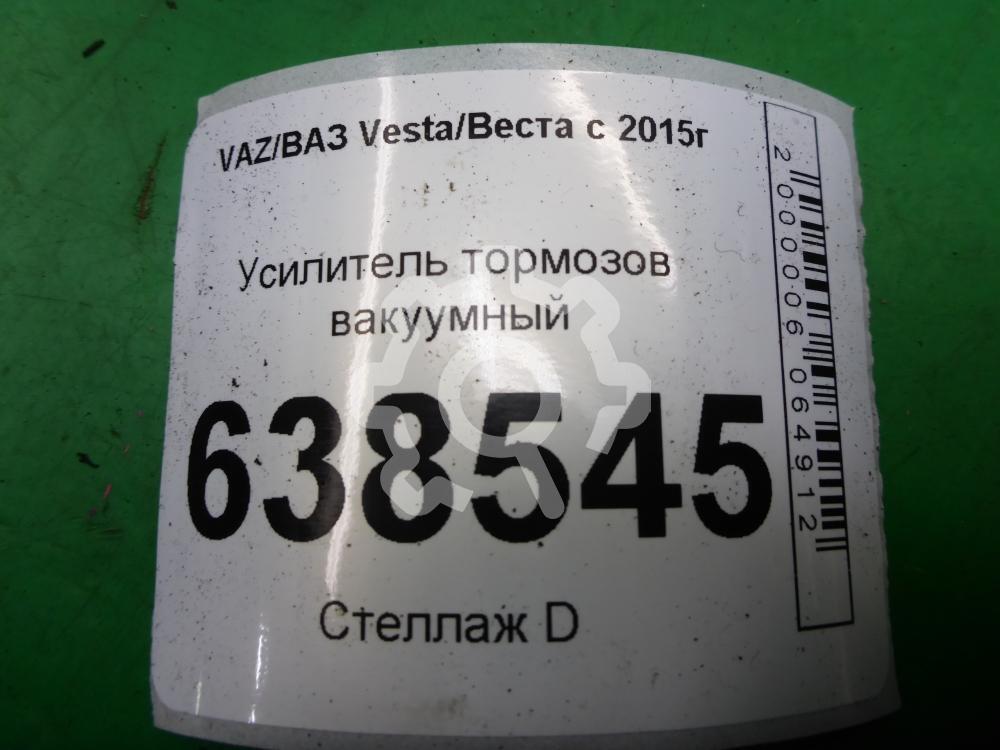 VAZ/ВАЗ Vesta/Веста с 2015г
Усилитель тормозов
вакуумный
638545
Стеллаж D
2000006064912